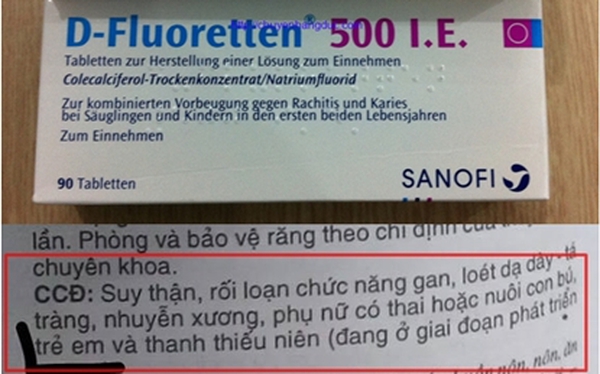 D-Fluoretten® 500 I.E.
Tabletten zur Herstellung einer Lösung zum Einnehmen
Colecalciferol-Trockenkonzentrat/Natriumfluorid
Zur kombinierten Vorbeugung gegen Rachitis und Karies
bei Säuglingen und Kindern in den ersten beiden Lebensjahren
Zum Einnehmen
90 Tabletten
SANOFI
lần. Phòng và bảo vệ răng theo chỉ định của
chuyên khoa.
CCĐ: Suy thận, rối loạn chức năng gan, loét dạ dày - tá
tràng, nhuyễn xương, phụ nữ có thai hoặc nuôi con bú,
trẻ em và thanh thiếu niên (đang ở giai đoạn phát triển
nôn, nôn, ăn